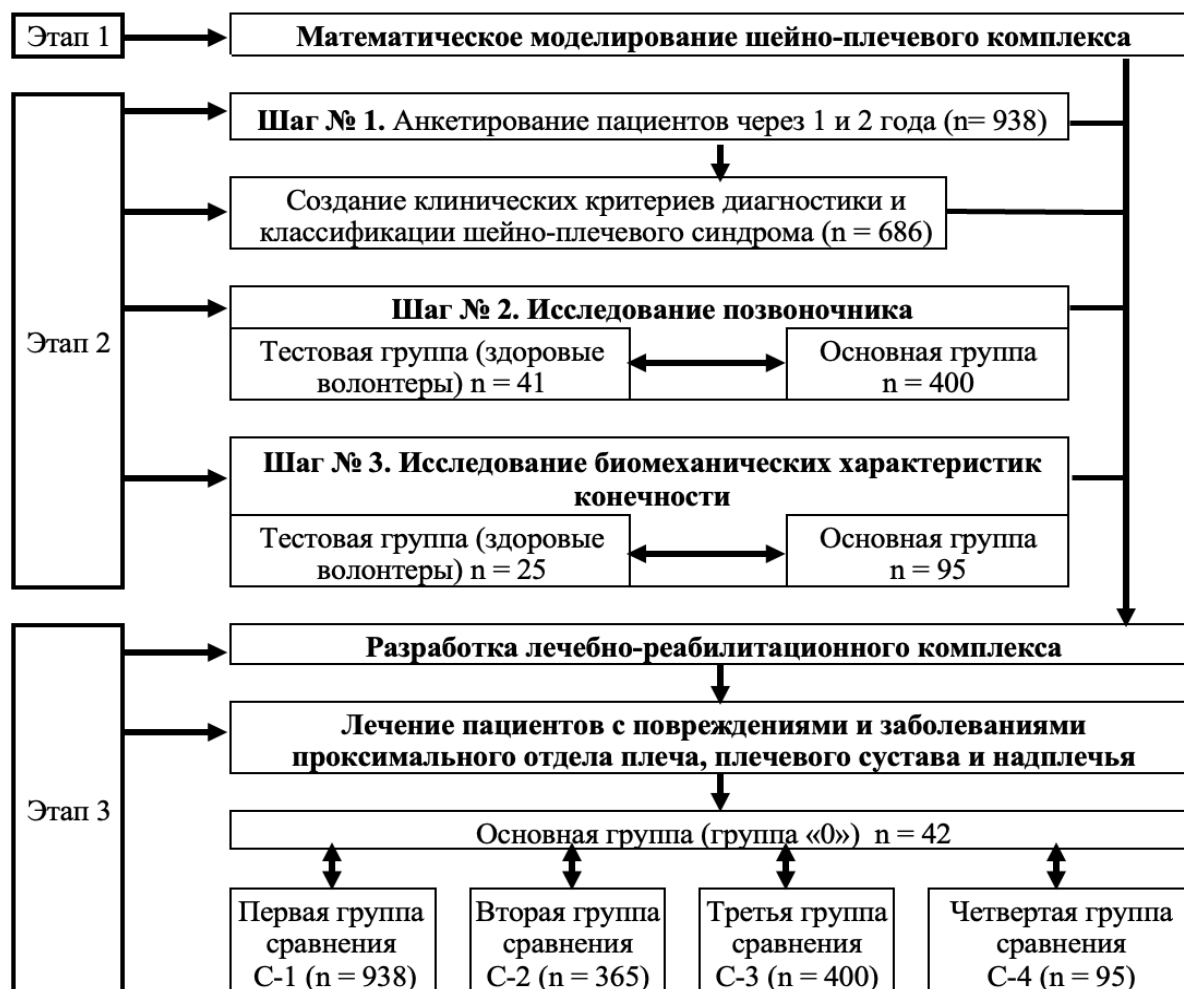 Этап 1
Математическое моделирование шейно-плечевого комплекса
Этап 2
Шаг № 1. Анкетирование пациентов через 1 и 2 года (n= 938)
Создание клинических критериев диагностики и
классификации шейно-плечевого синдрома (n = 686)
Шаг № 2. Исследование позвоночника
Тестовая группа (здоровые
волонтеры) n = 41
Основная группа
n = 400
Шаг № 3. Исследование биомеханических характеристик
конечности
Тестовая группа (здоровые
волонтеры) n = 25
Основная группа
n = 95
Этап 3
Разработка лечебно-реабилитационного комплекса
Лечение пациентов с повреждениями и заболеваниями
проксимального отдела плеча, плечевого сустава и надплечья
Основная группа (группа «0») n = 42
Первая группа
сравнения
С-1 (n = 938)
Вторая группа
сравнения
С-2 (n = 365)
Третья группа
сравнения
С-3 (n = 400)
Четвертая группа
сравнения
С-4 (n = 95)